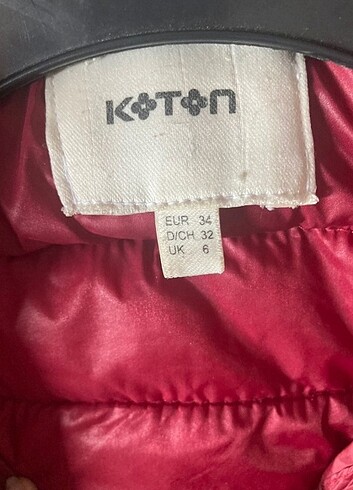 KOTON
EUR 34
D/CH 32
UK 6